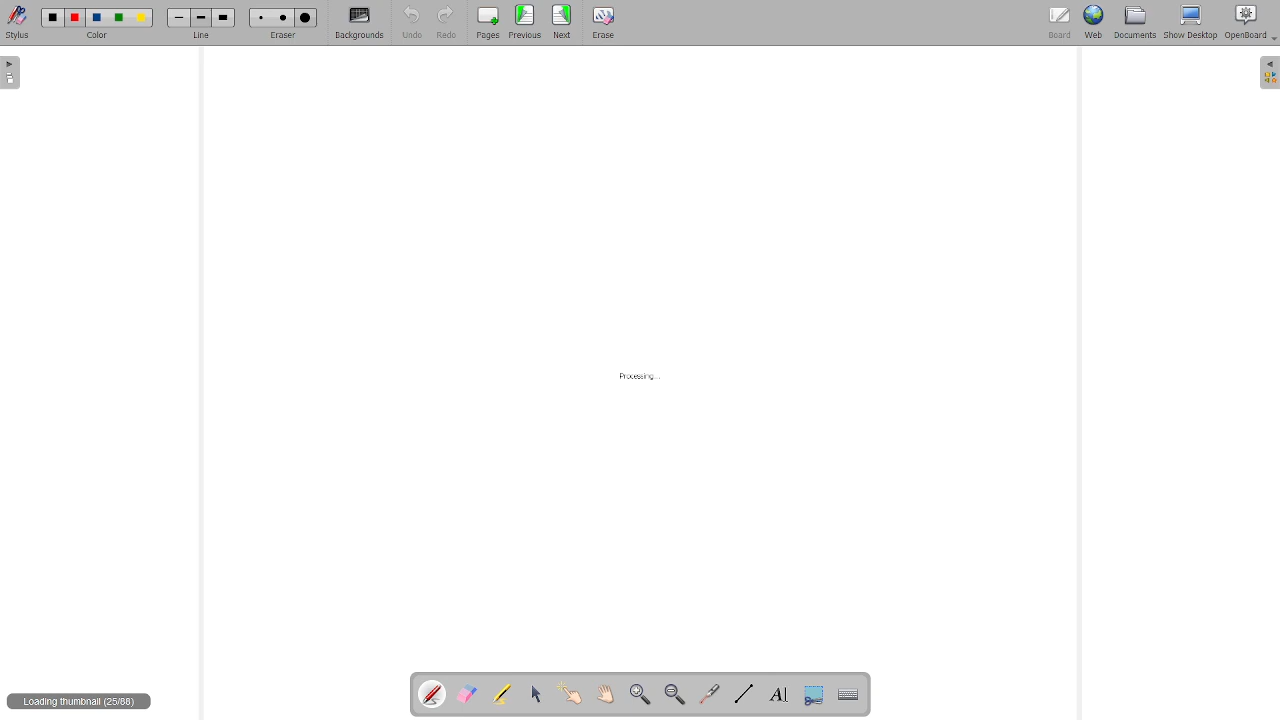 Stylus
Color
Line
Eraser
Backgrounds
Undo
Redo
Pages
Previous
Next
Erase
Board
Web
Documents
Show Desktop
OpenBoard
Processing...
AI
Loading thumbnail (25/88)